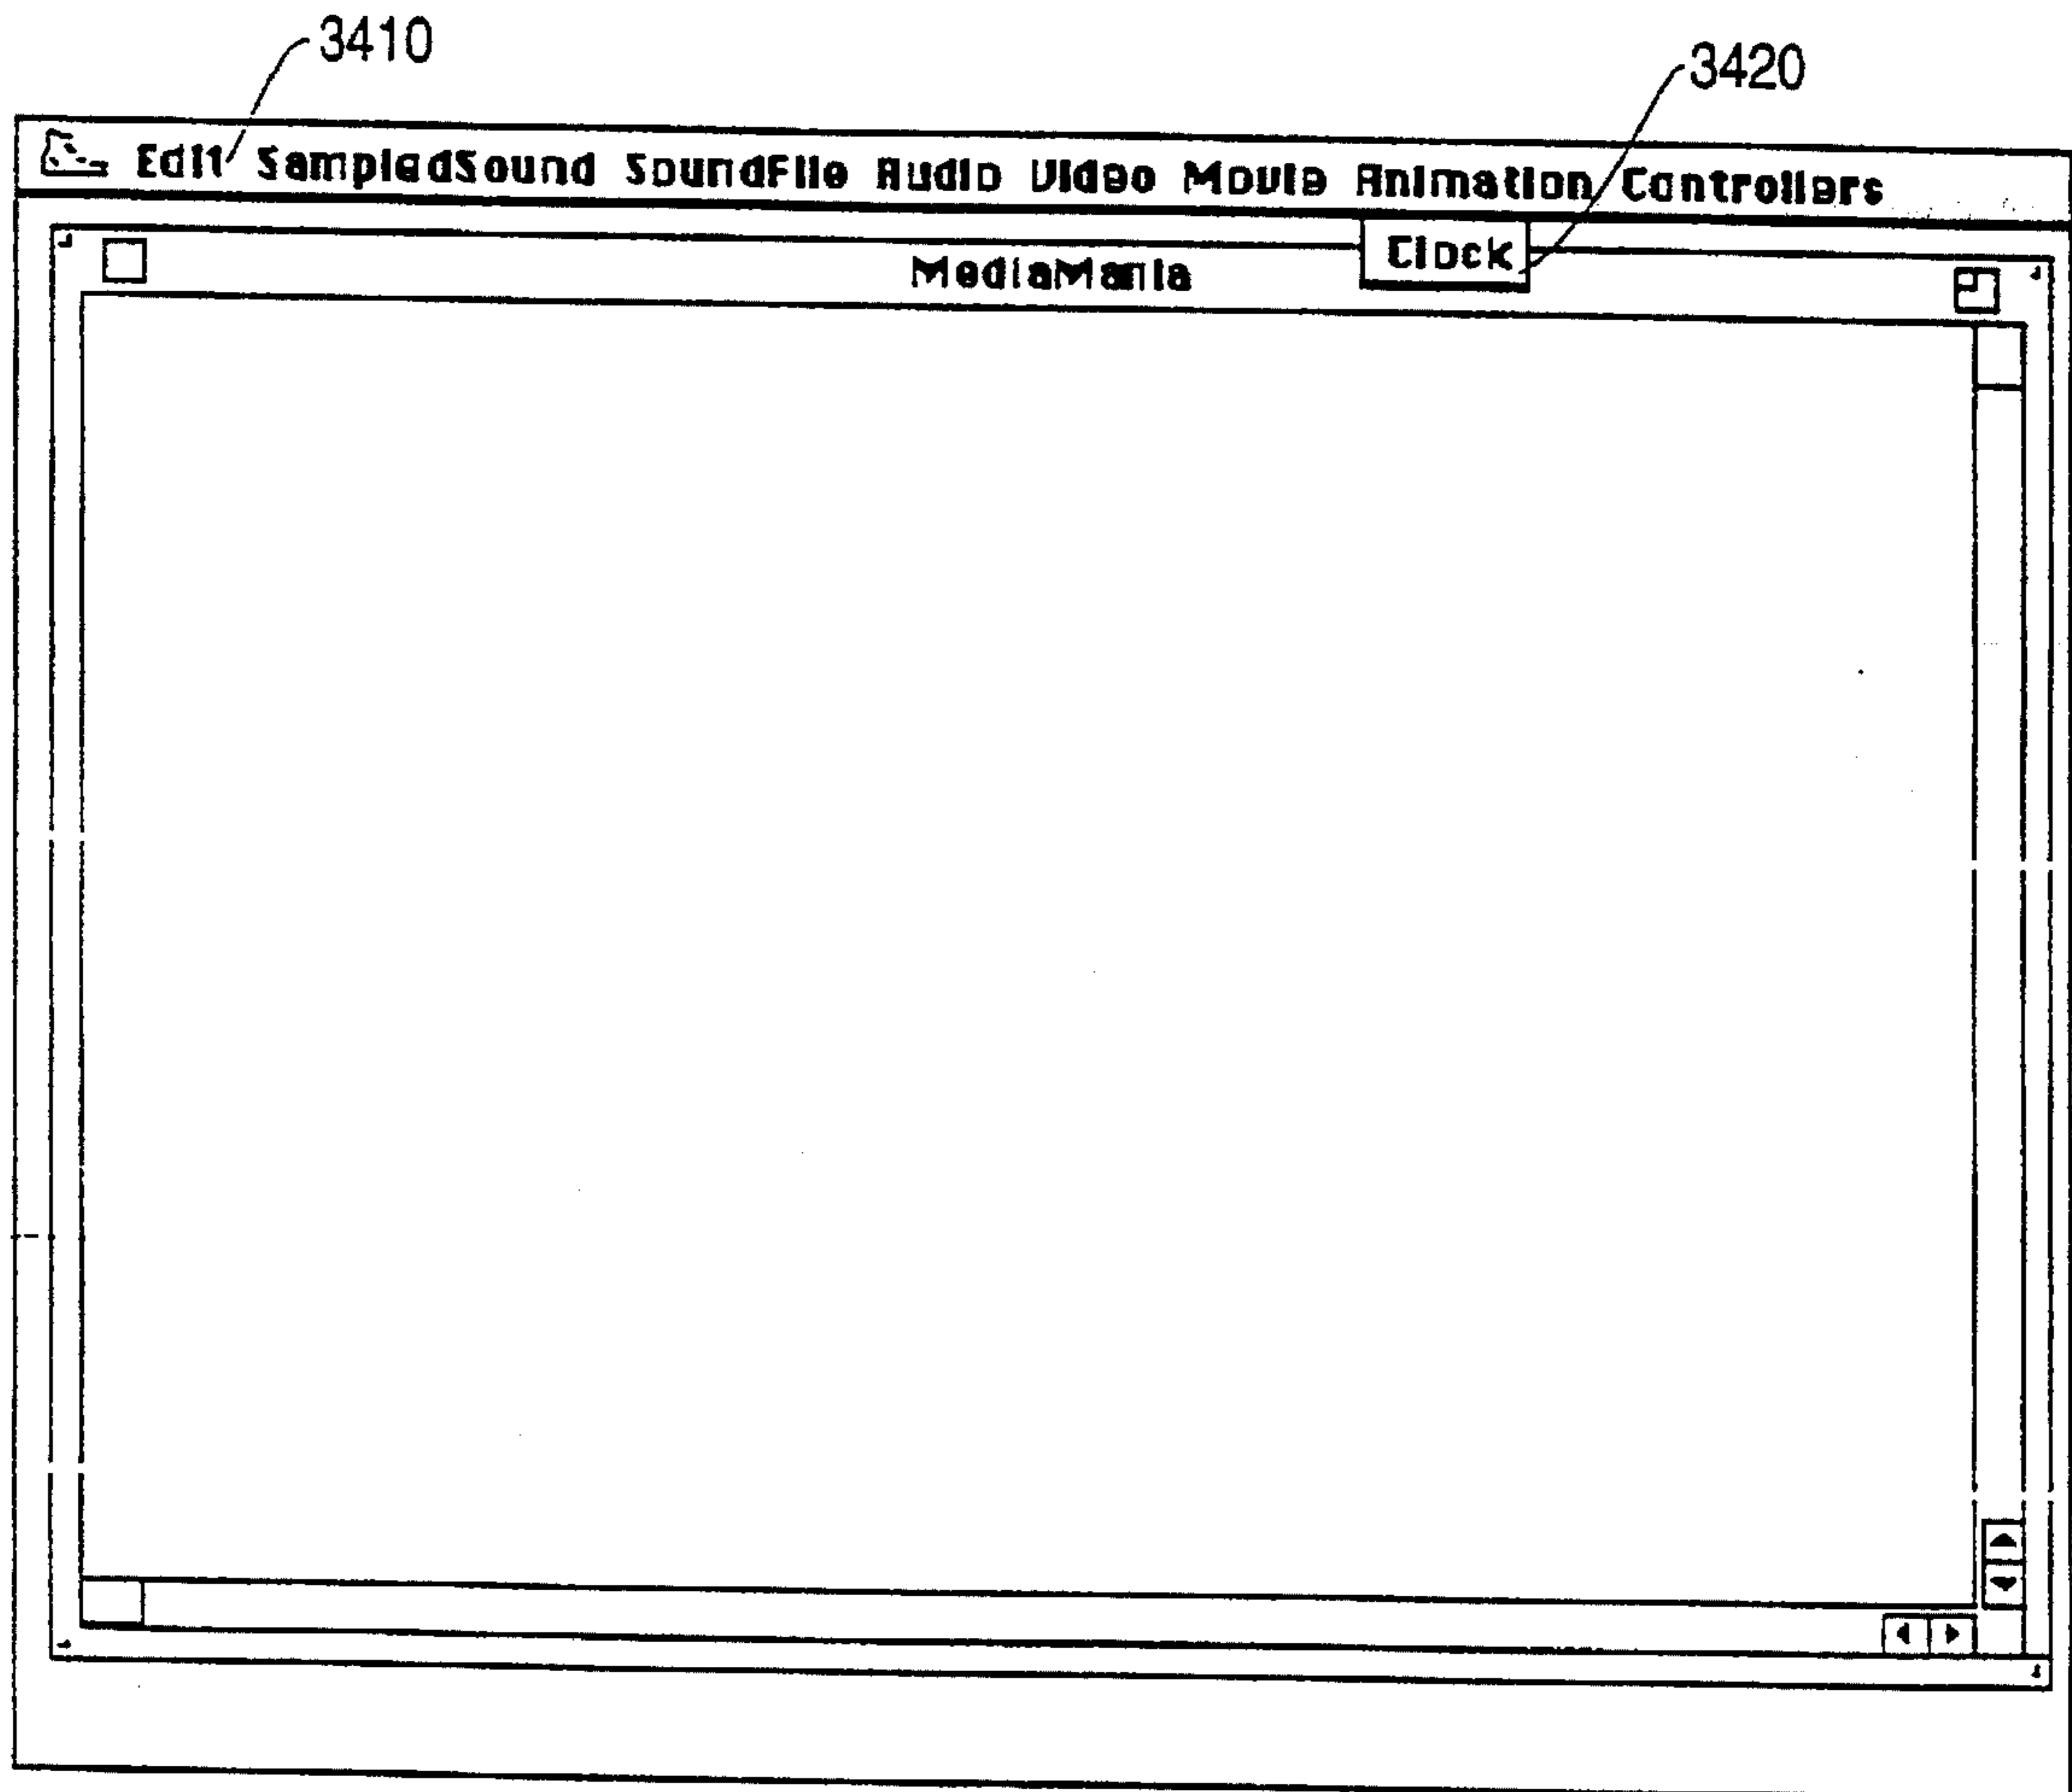 3410
3420
Edit SampledSound SoundFile Audio Video Movie Animation Controllers
Clock
MediaMania